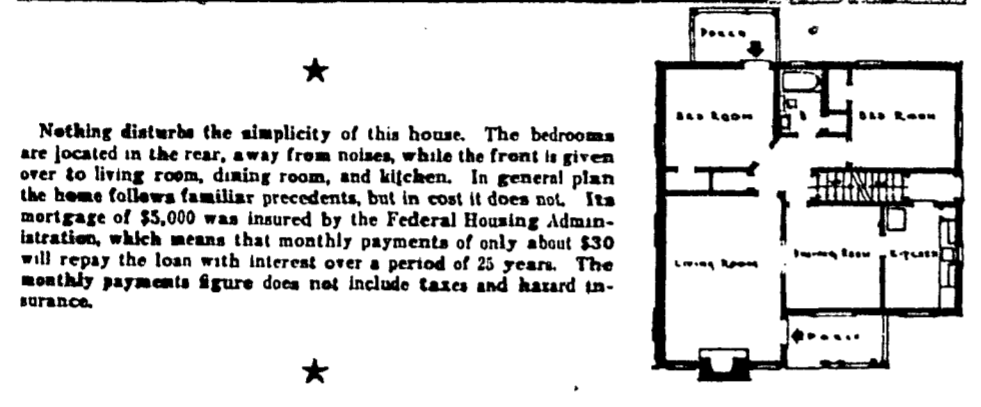 Nothing disturbs the simplicity of this house. The bedrooms
are located in the rear, away from noises, while the front is given
over to living room, dining room, and kitchen. In general plan
the home follows familiar precedents, but in cost it does not. Its
mortgage of $5,000 was insured by the Federal Housing Admin-
istration, which means that monthly payments of only about $30
will repay the loan with interest over a period of 25 years. The
monthly payments figure does not include taxes and hazard in-
surance.
PORCH
BED ROOM
B
BED ROOM
LIVING ROOM
DINING ROOM
KITCHEN
PORCH